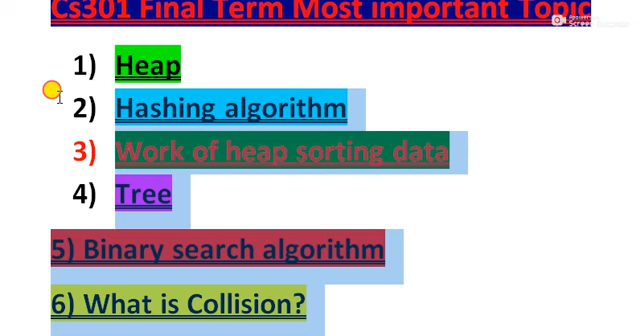 Cs301 Final Term Most important Topic
1) Heap
2) Hashing algorithm
3) Work of heap sorting data
4) Tree
5) Binary search algorithm
6) What is Collision?